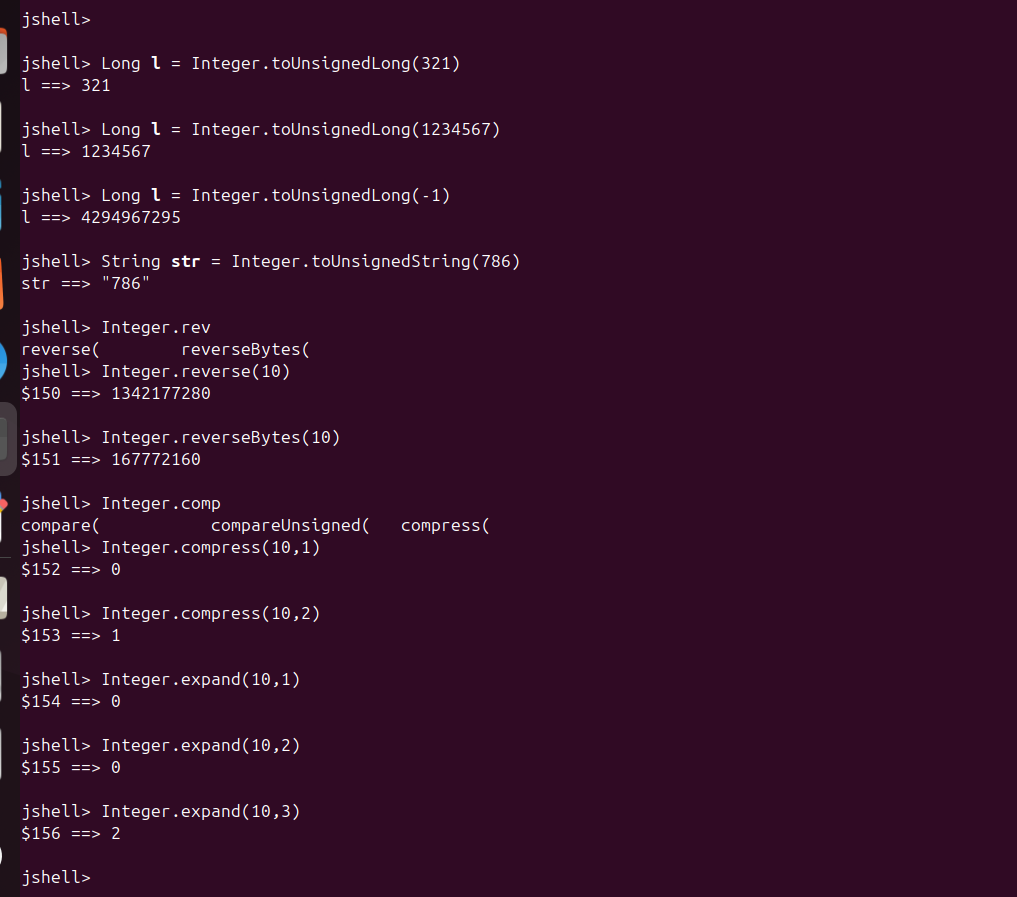 jshell>
jshell> Long l = Integer.toUnsignedLong(321)
l ==> 321
jshell> Long l = Integer.toUnsignedLong(1234567)
l ==> 1234567
jshell> Long l = Integer.toUnsignedLong(-1)
l ==> 4294967295
jshell> String str = Integer.toUnsignedString(786)
str ==> "786"
jshell> Integer.rev
reverse(        reverseBytes(
jshell> Integer.reverse(10)
$150 ==> 1342177280
jshell> Integer.reverseBytes(10)
$151 ==> 167772160
jshell> Integer.comp
compare(           compareUnsigned(   compress(
jshell> Integer.compress(10,1)
$152 ==> 0
jshell> Integer.compress(10,2)
$153 ==> 1
jshell> Integer.expand(10,1)
$154 ==> 0
jshell> Integer.expand(10,2)
$155 ==> 0
jshell> Integer.expand(10,3)
$156 ==> 2
jshell>